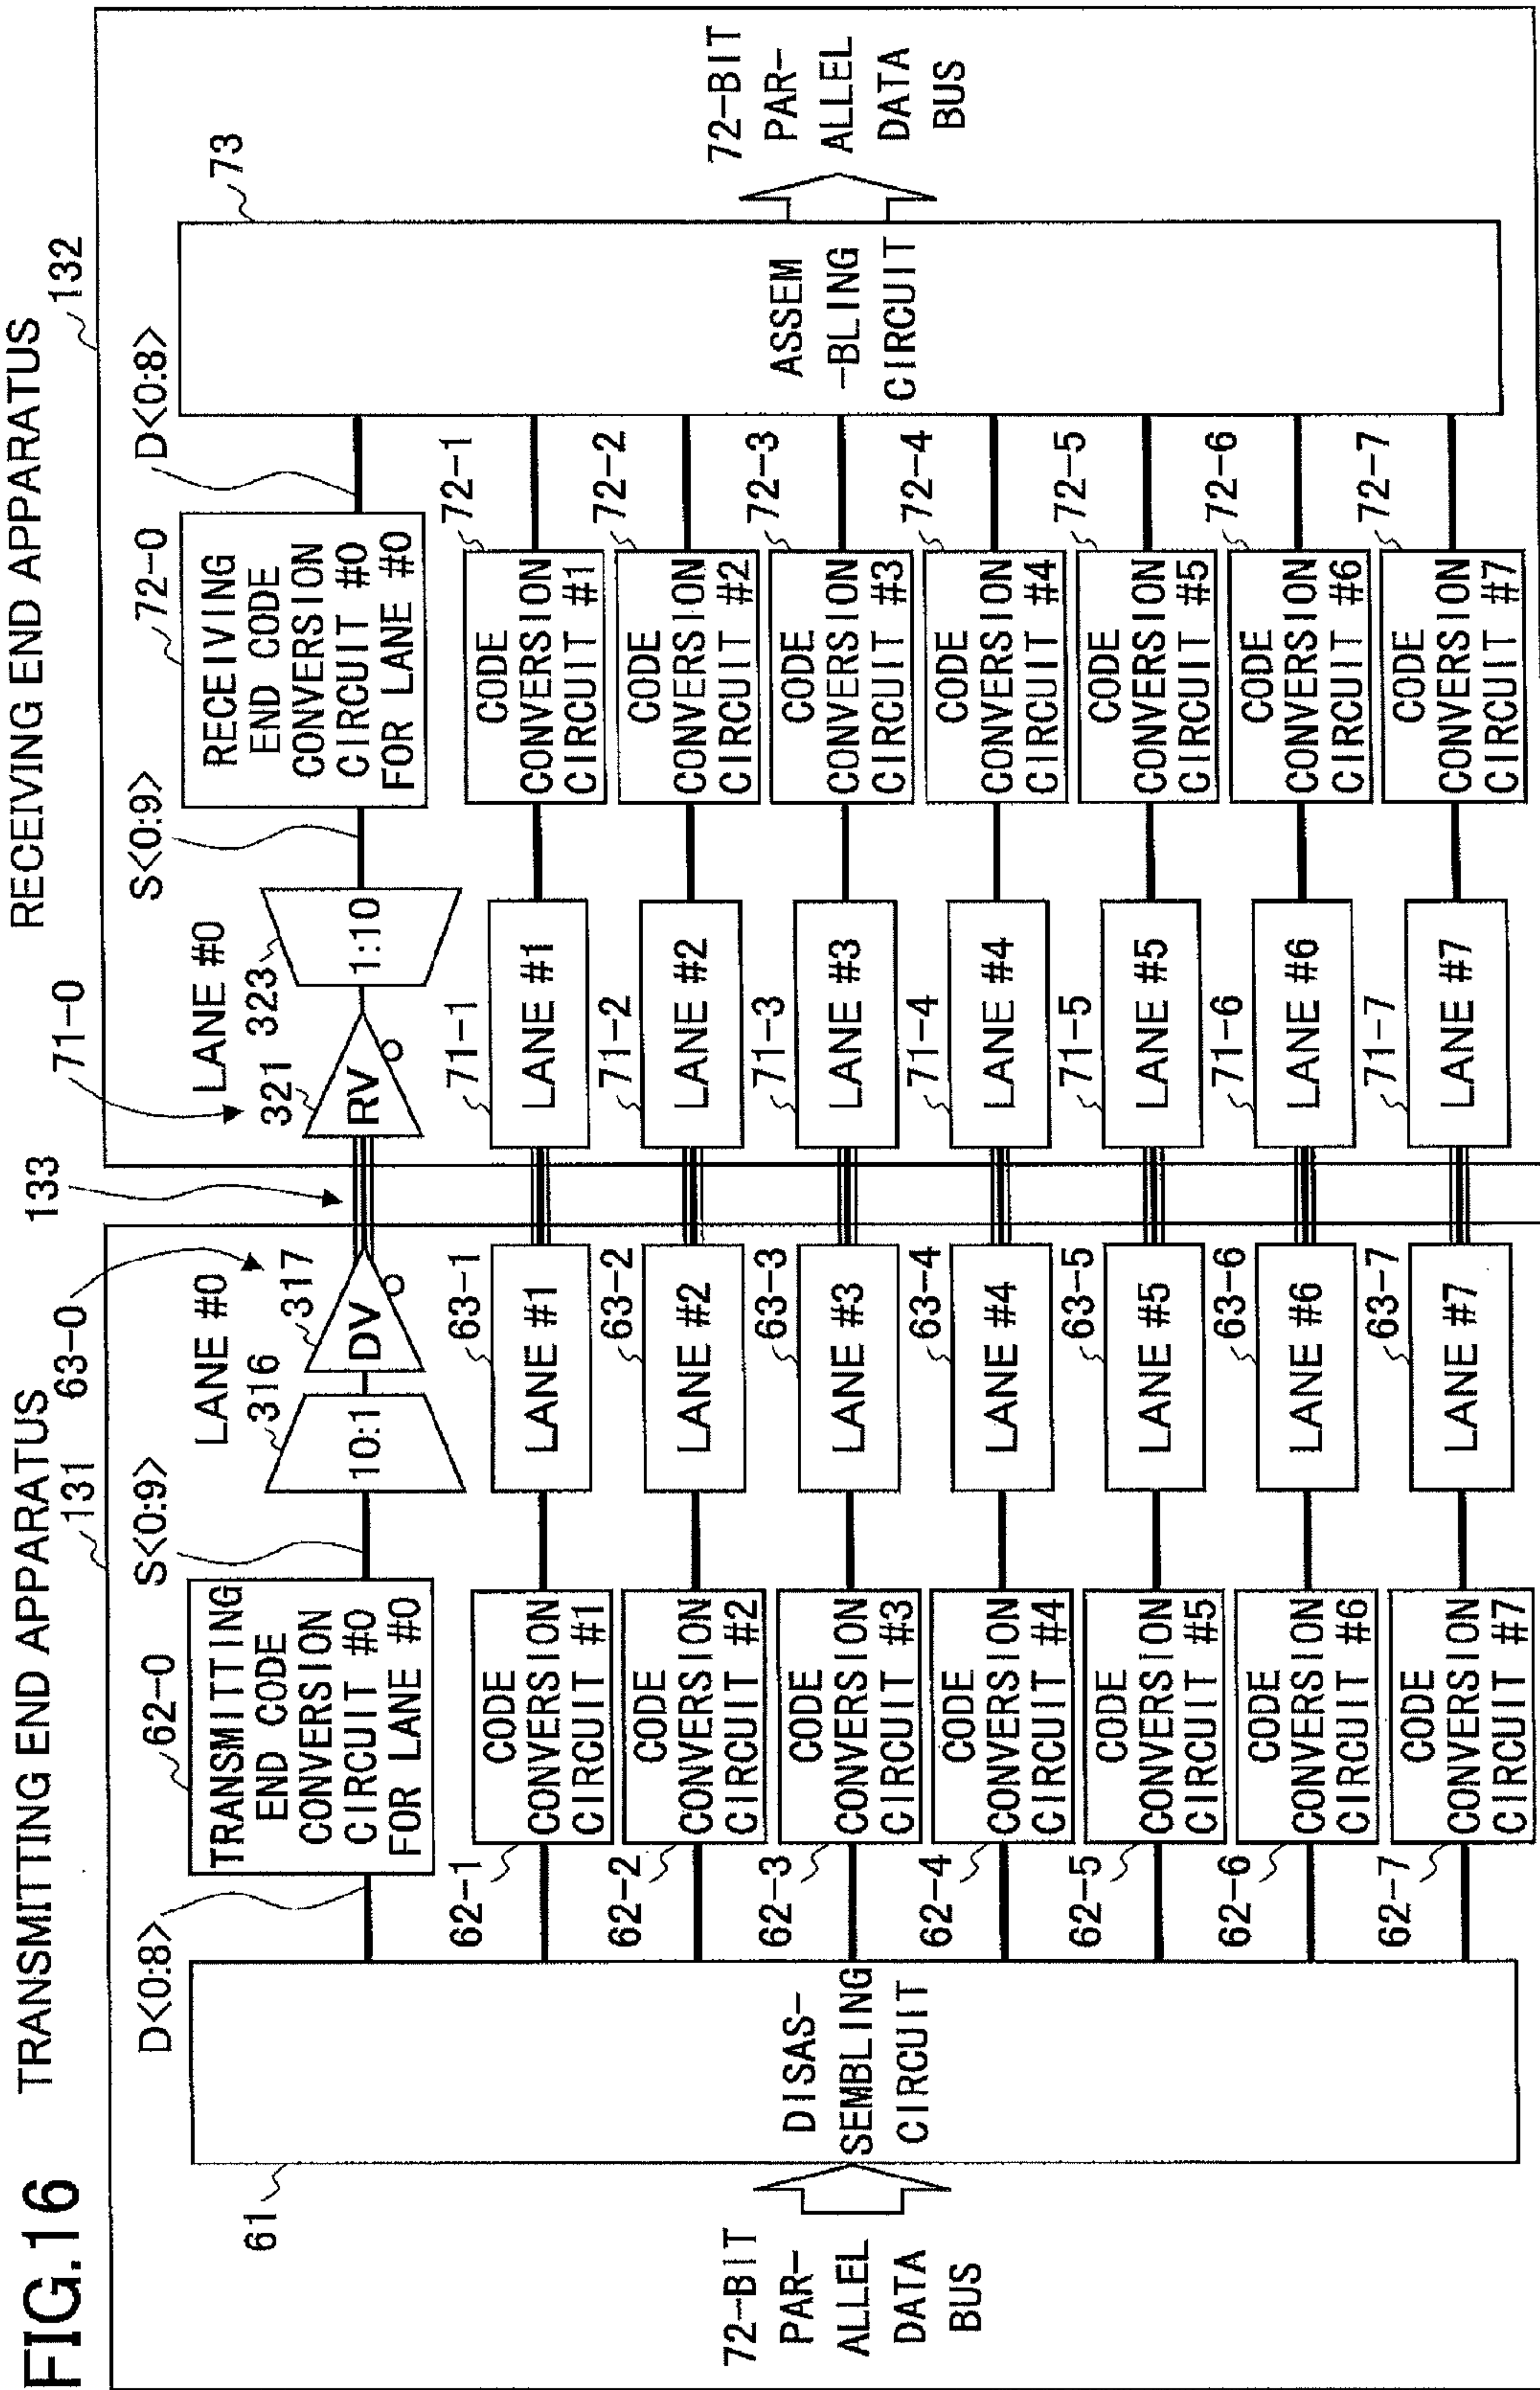 FIG.16
TRANSMITTING END APPARATUS
RECEIVING END APPARATUS
131
132
133
72-BIT
PAR-
ALLEL
DATA
BUS
61
DISAS-
SEMBLING
CIRCUIT
D<0:8>
62-0
TRANSMITTING
END CODE
CONVERSION
CIRCUIT #0
FOR LANE #0
S<0:9>
LANE #0
63-0
316
10:1
317
DV
71-0
LANE #0
321
RV
323
1:10
S<0:9>
72-0
RECEIVING
END CODE
CONVERSION
CIRCUIT #0
FOR LANE #0
D<0:8>
73
ASSEM
-BLING
CIRCUIT
72-BIT
PAR-
ALLEL
DATA
BUS
62-1
CODE
CONVERSION
CIRCUIT #1
63-1
LANE #1
71-1
LANE #1
72-1
CODE
CONVERSION
CIRCUIT #1
62-2
CODE
CONVERSION
CIRCUIT #2
63-2
LANE #2
71-2
LANE #2
72-2
CODE
CONVERSION
CIRCUIT #2
62-3
CODE
CONVERSION
CIRCUIT #3
63-3
LANE #3
71-3
LANE #3
72-3
CODE
CONVERSION
CIRCUIT #3
62-4
CODE
CONVERSION
CIRCUIT #4
63-4
LANE #4
71-4
LANE #4
72-4
CODE
CONVERSION
CIRCUIT #4
62-5
CODE
CONVERSION
CIRCUIT #5
63-5
LANE #5
71-5
LANE #5
72-5
CODE
CONVERSION
CIRCUIT #5
62-6
CODE
CONVERSION
CIRCUIT #6
63-6
LANE #6
71-6
LANE #6
72-6
CODE
CONVERSION
CIRCUIT #6
62-7
CODE
CONVERSION
CIRCUIT #7
63-7
LANE #7
71-7
LANE #7
72-7
CODE
CONVERSION
CIRCUIT #7